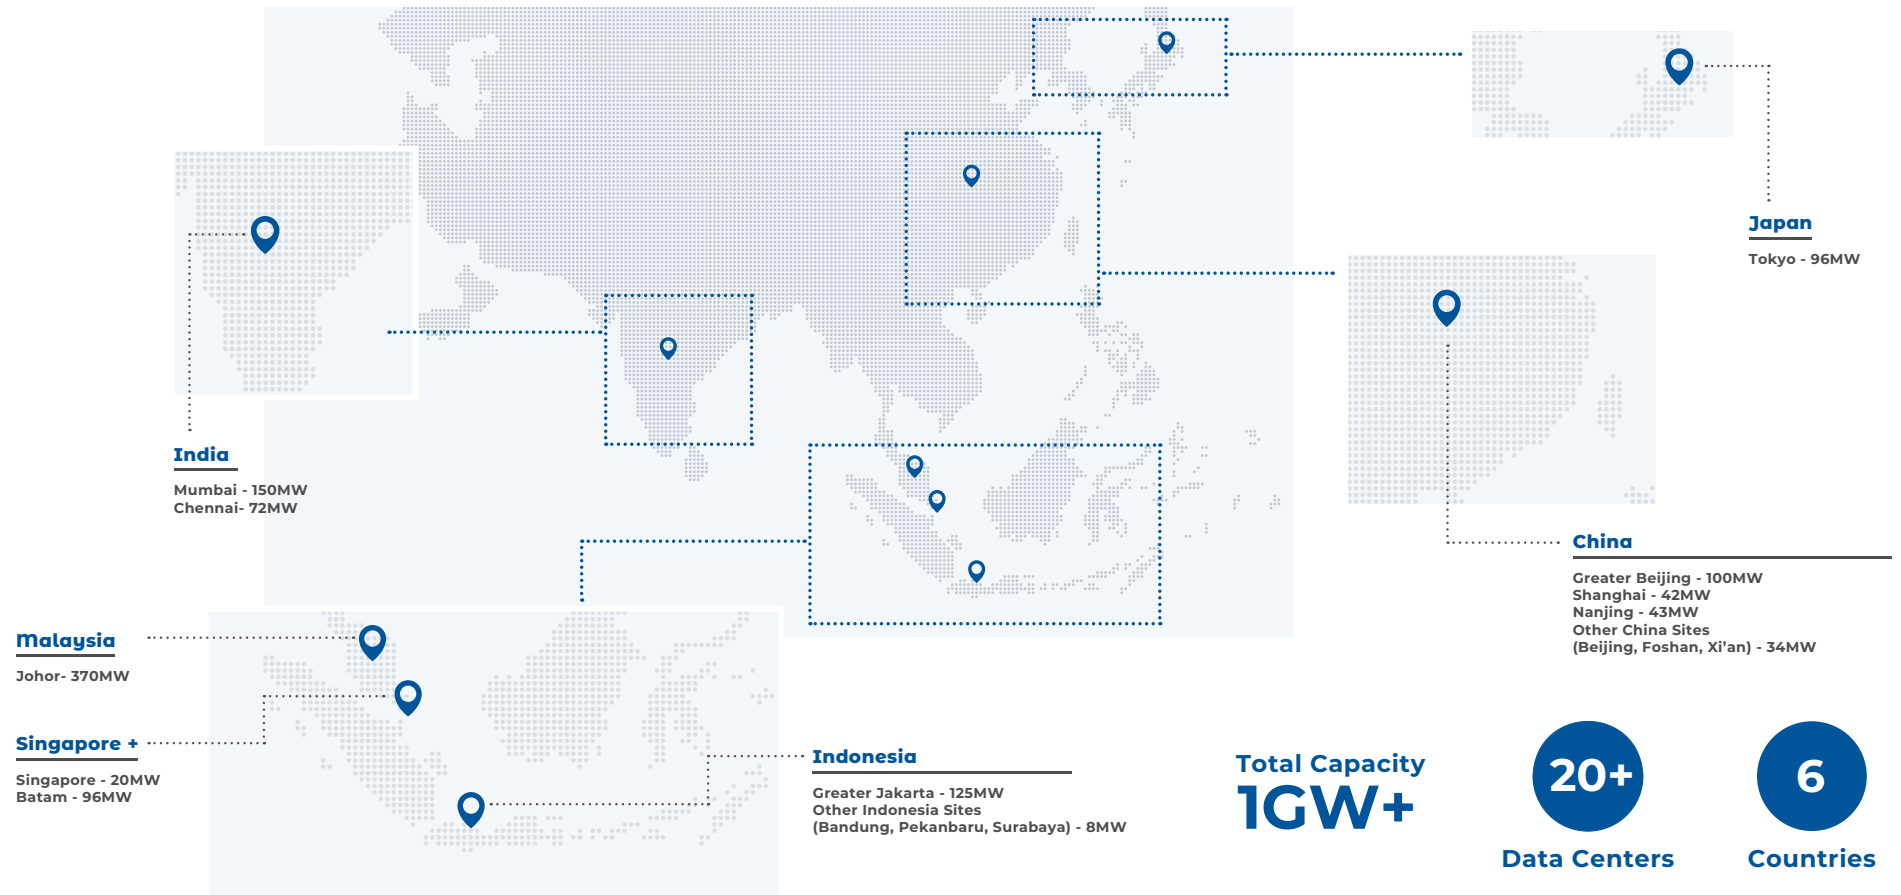 Japan
Tokyo - 96MW
India
Mumbai - 150MW
Chennai- 72MW
China
Greater Beijing - 100MW
Shanghai - 42MW
Nanjing - 43MW
Other China Sites
(Beijing, Foshan, Xi’an) - 34MW
Malaysia
Johor- 370MW
Singapore +
Singapore - 20MW
Batam - 96MW
Indonesia
Greater Jakarta - 125MW
Other Indonesia Sites
(Bandung, Pekanbaru, Surabaya) - 8MW
Total Capacity
1GW+
20+
Data Centers
6
Countries